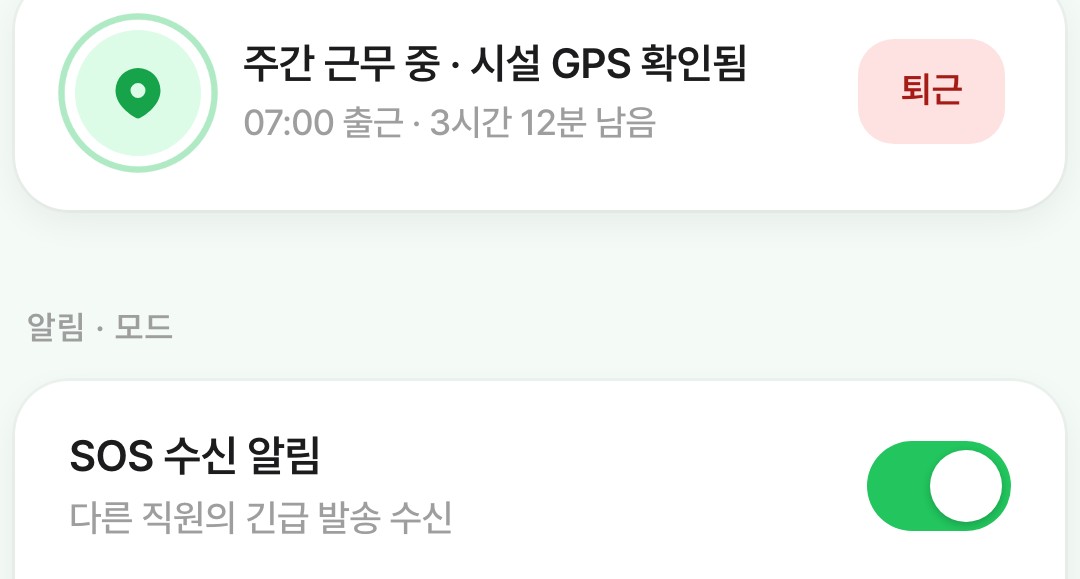 주간 근무 중 · 시설 GPS 확인됨
07:00 출근 · 3시간 12분 남음
퇴근
알림 · 모드
SOS 수신 알림
다른 직원의 긴급 발송 수신